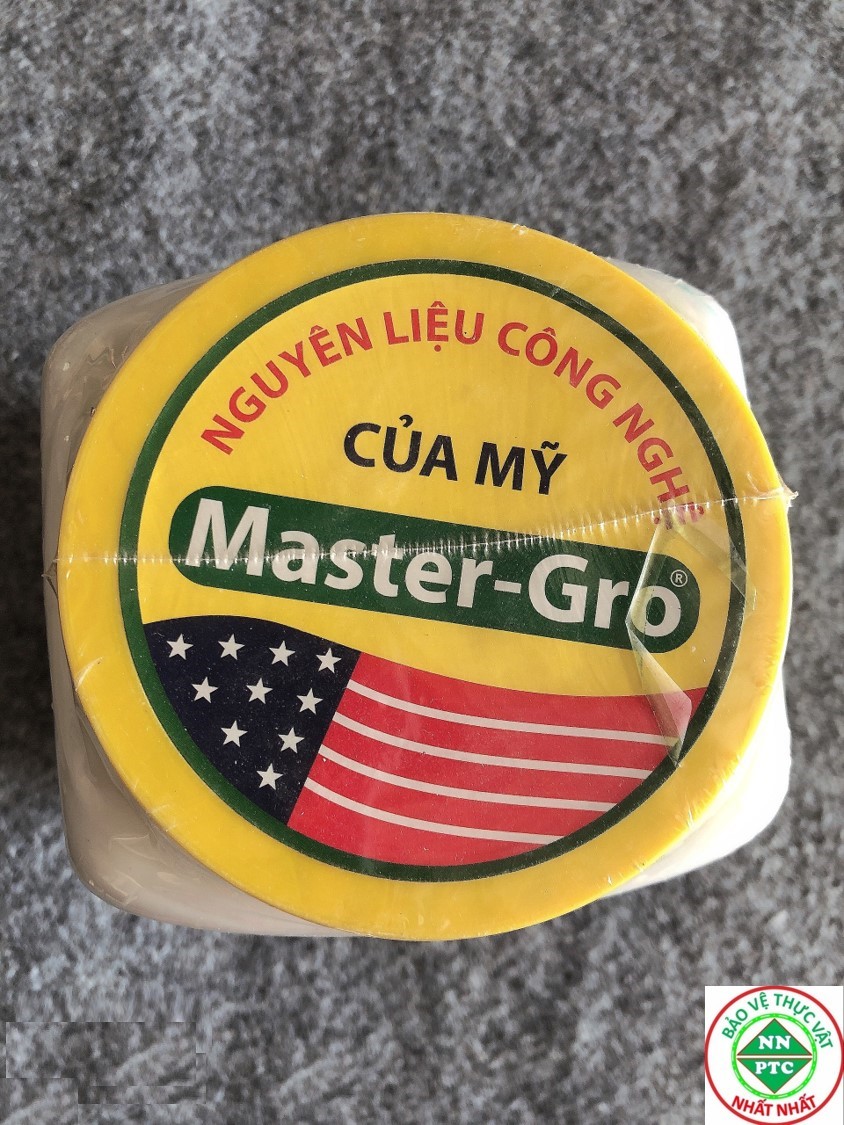 NGUYÊN LIỆU CÔNG NGHỆ
CỦA MỸ
Master-Gro®
BẢO VỆ THỰC VẬT
NN
PTC
NHẤT NHẤT